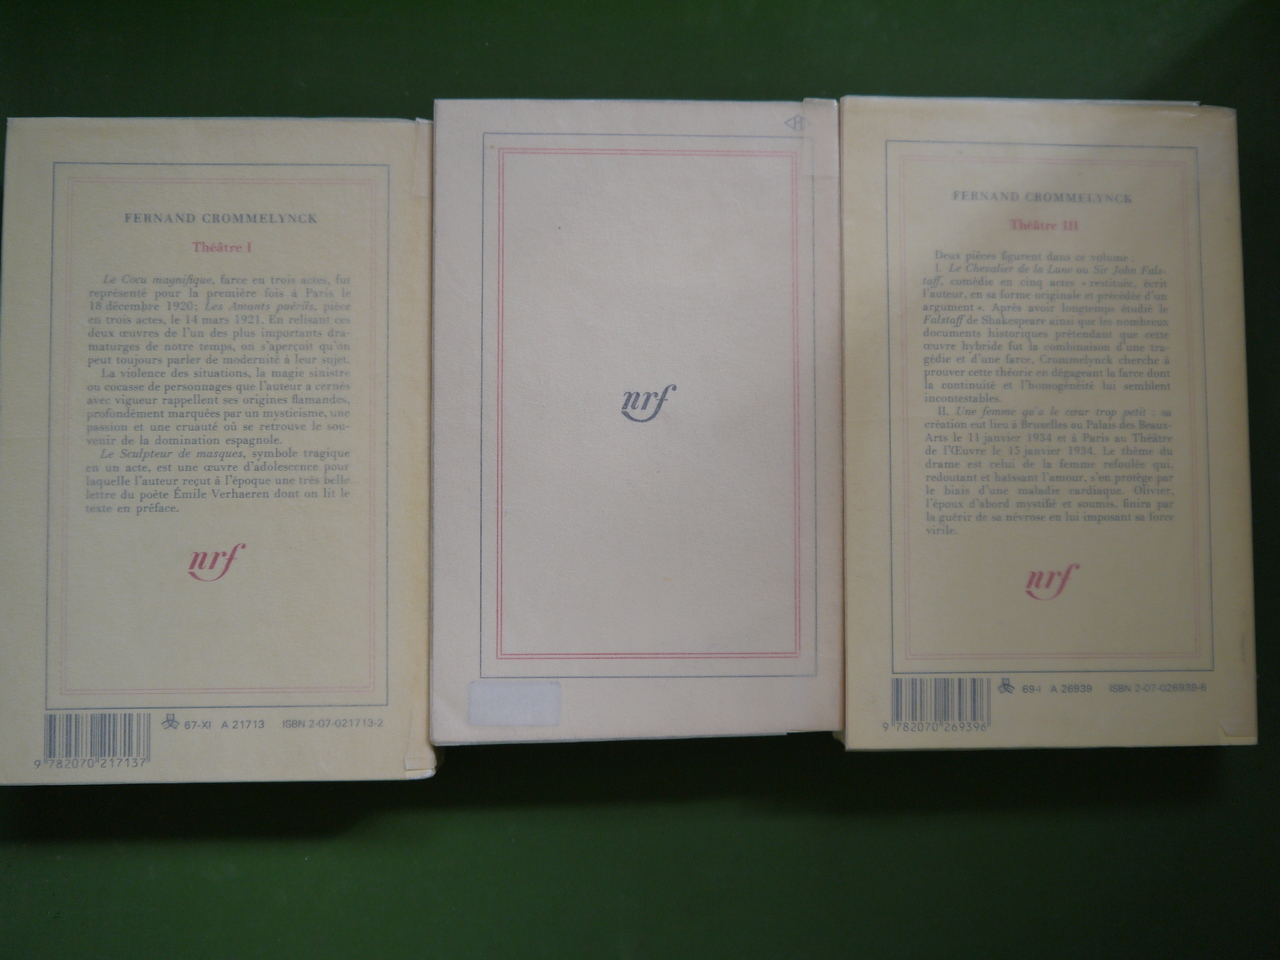 FERNAND CROMMELYNCK
Théâtre I
Le Cocu magnifique, farce en trois actes, fut
représenté pour la première fois à Paris le
18 décembre 1920; Les Amants puérils, pièce
en trois actes, le 14 mars 1921. En relisant ces
deux œuvres de l'un des plus importants dra-
maturges de notre temps, on s'aperçoit qu'on
peut toujours parler de modernité à leur sujet.
La violence des situations, la magie sinistre
ou cocasse de personnages que l'auteur a cernés
avec vigueur rappellent ses origines flamandes,
profondément marquées par un mysticisme, une
passion et une cruauté où se retrouve le sou-
venir de la domination espagnole.
Le Sculpteur de masques, symbole tragique
en un acte, est une œuvre d'adolescence pour
laquelle l'auteur reçut à l'époque une très belle
lettre du poète Émile Verhaeren dont on lit le
texte en préface.
nrf
67-XI A 21713 ISBN 2-07-021713-2
9 782070 217137
H
nrf
FERNAND CROMMELYNCK
Théâtre III
Deux pièces figurent dans ce volume :
I. Le Chevalier de la Lune ou Sir John Fals-
taff, comédie en cinq actes « restituée, écrit
l'auteur, en sa forme originale et précédée d'un
argument ». Après avoir longtemps étudié le
Falstaff de Shakespeare ainsi que les nombreux
documents historiques prétendant que cette
œuvre hybride fut la combinaison d'une tra-
gédie et d'une farce, Crommelynck cherche à
prouver cette théorie en dégageant la farce dont
la continuité et l'homogénéité lui semblent
incontestables.
II. Une femme qu'a le cœur trop petit : sa
création eut lieu à Bruxelles au Palais des Beaux-
Arts le 11 janvier 1934 et à Paris au Théâtre
de l'Œuvre le 15 janvier 1934. Le thème du
drame est celui de la femme refoulée qui,
redoutant et haïssant l'amour, s'en protège par
le biais d'une maladie cardiaque. Olivier,
l'époux d'abord mystifié et soumis, finira par
la guérir de sa névrose en lui imposant sa force
virile.
nrf
69-I A 26939 ISBN 2-07-026939-6
9 782070 269396